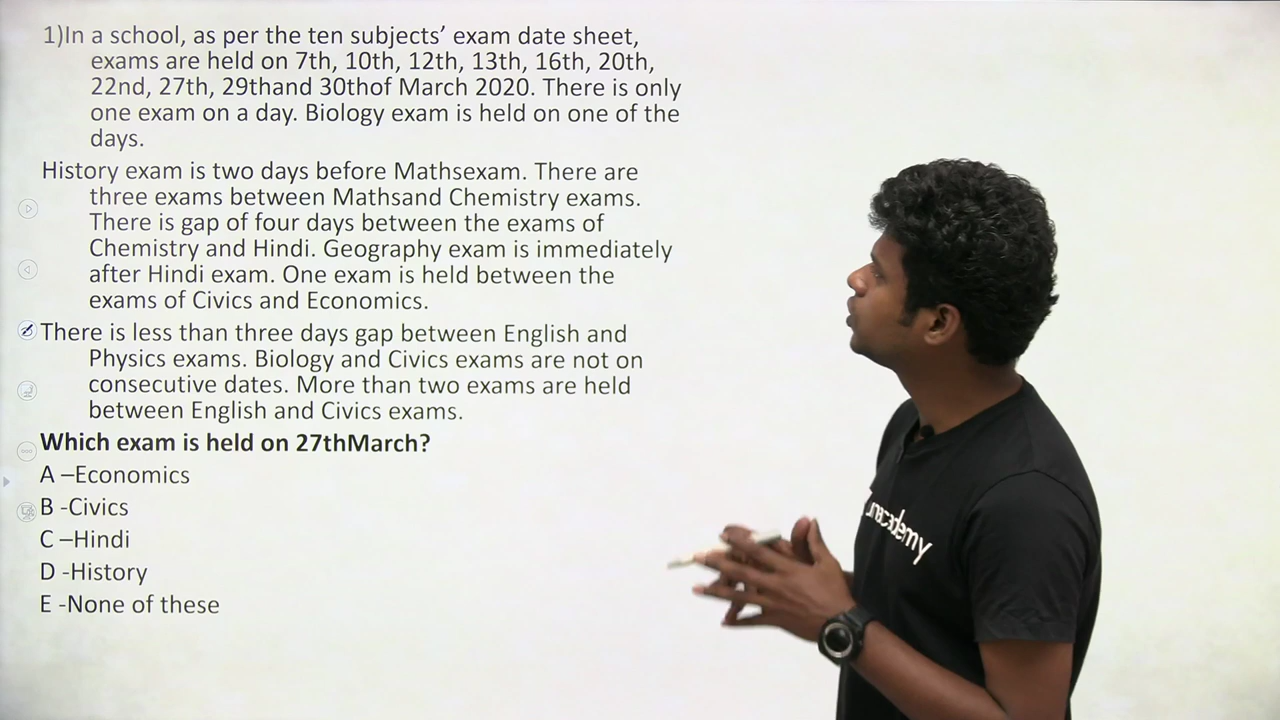 1)In a school, as per the ten subjects’ exam date sheet,
exams are held on 7th, 10th, 12th, 13th, 16th, 20th,
22nd, 27th, 29thand 30thof March 2020. There is only
one exam on a day. Biology exam is held on one of the
days.
History exam is two days before Mathsexam. There are
three exams between Mathsand Chemistry exams.
There is gap of four days between the exams of
Chemistry and Hindi. Geography exam is immediately
after Hindi exam. One exam is held between the
exams of Civics and Economics.
There is less than three days gap between English and
Physics exams. Biology and Civics exams are not on
consecutive dates. More than two exams are held
between English and Civics exams.
Which exam is held on 27thMarch?
A –Economics
B -Civics
C –Hindi
D -History
E -None of these
unacademy